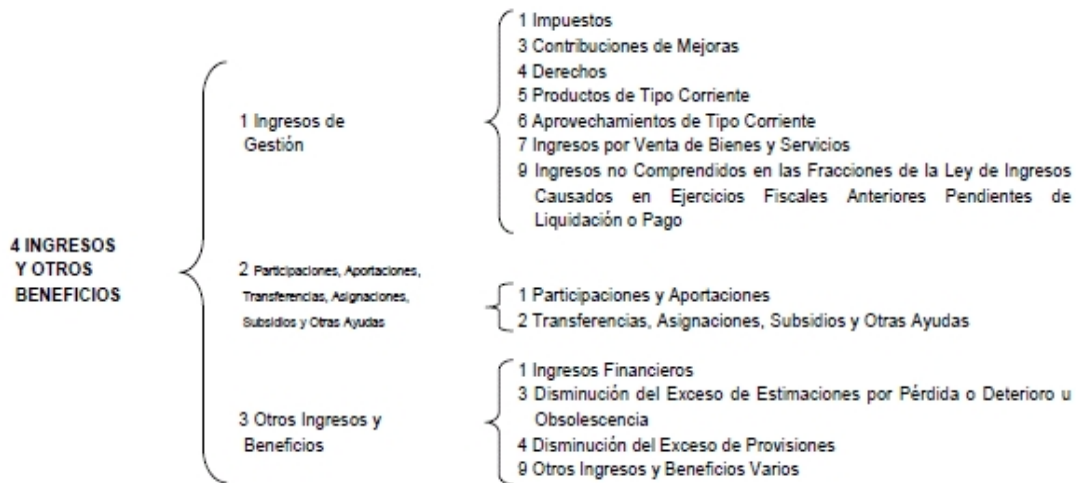 4 INGRESOS
Y OTROS
BENEFICIOS
1 Ingresos de
Gestión
1 Impuestos
3 Contribuciones de Mejoras
4 Derechos
5 Productos de Tipo Corriente
6 Aprovechamientos de Tipo Corriente
7 Ingresos por Venta de Bienes y Servicios
9 Ingresos no Comprendidos en las Fracciones de la Ley de Ingresos
Causados en Ejercicios Fiscales Anteriores Pendientes de
Liquidación o Pago
2 Participaciones, Aportaciones,
Transferencias, Asignaciones,
Subsidios y Otras Ayudas
1 Participaciones y Aportaciones
2 Transferencias, Asignaciones, Subsidios y Otras Ayudas
3 Otros Ingresos y
Beneficios
1 Ingresos Financieros
3 Disminución del Exceso de Estimaciones por Pérdida o Deterioro u
Obsolescencia
4 Disminución del Exceso de Provisiones
9 Otros Ingresos y Beneficios Varios